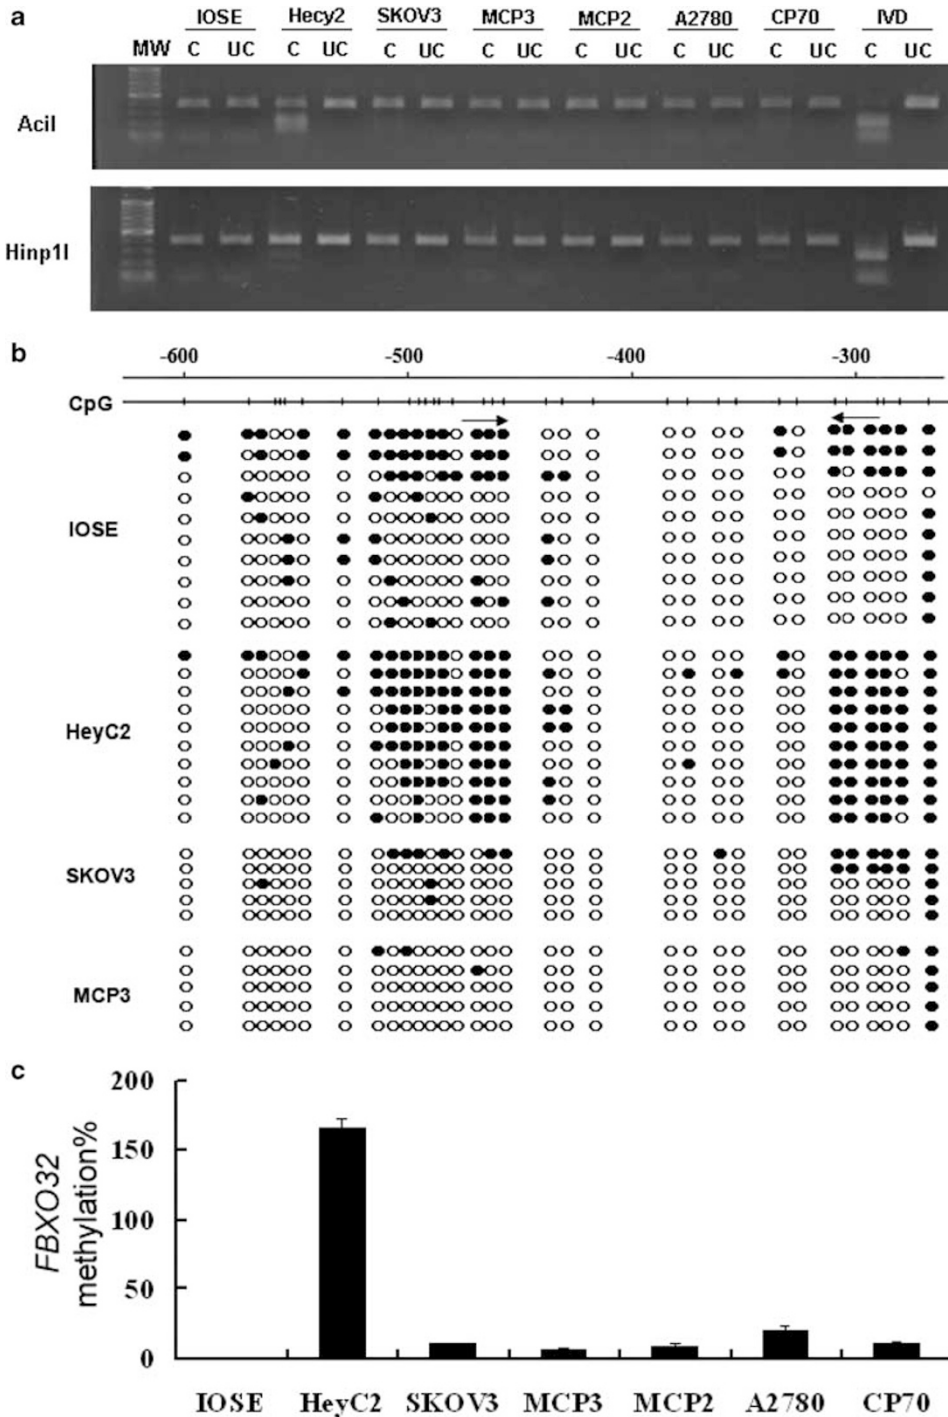 a
IOSE Hecy2 SKOV3 MCP3 MCP2 A2780 CP70 IVD
MW C UC C UC C UC C UC C UC C UC C UC C UC
AciI
Hinp1I
b
-600 -500 -400 -300
CpG
IOSE
HeyC2
SKOV3
MCP3
c
FBXO32
methylation%
200
150
100
50
0
IOSE HeyC2 SKOV3 MCP3 MCP2 A2780 CP70